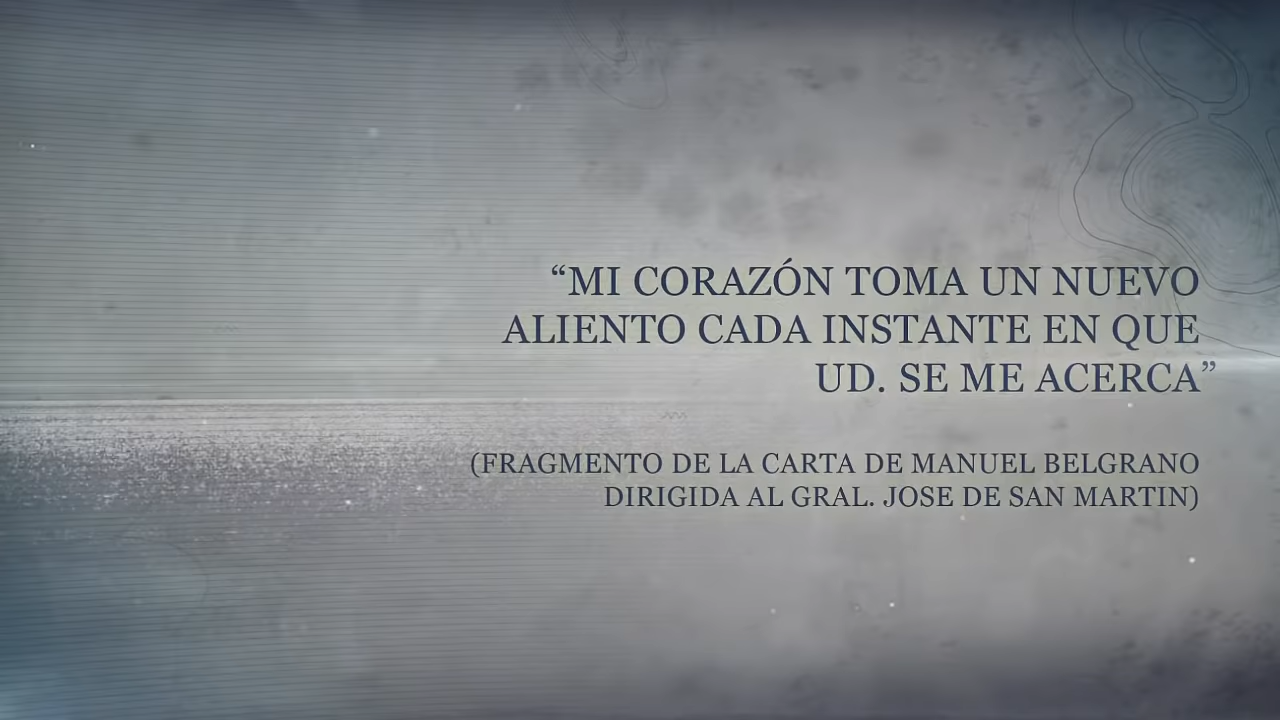 “MI CORAZÓN TOMA UN NUEVO
ALIENTO CADA INSTANTE EN QUE
UD. SE ME ACERCA”
(FRAGMENTO DE LA CARTA DE MANUEL BELGRANO
DIRIGIDA AL GRAL. JOSE DE SAN MARTIN)